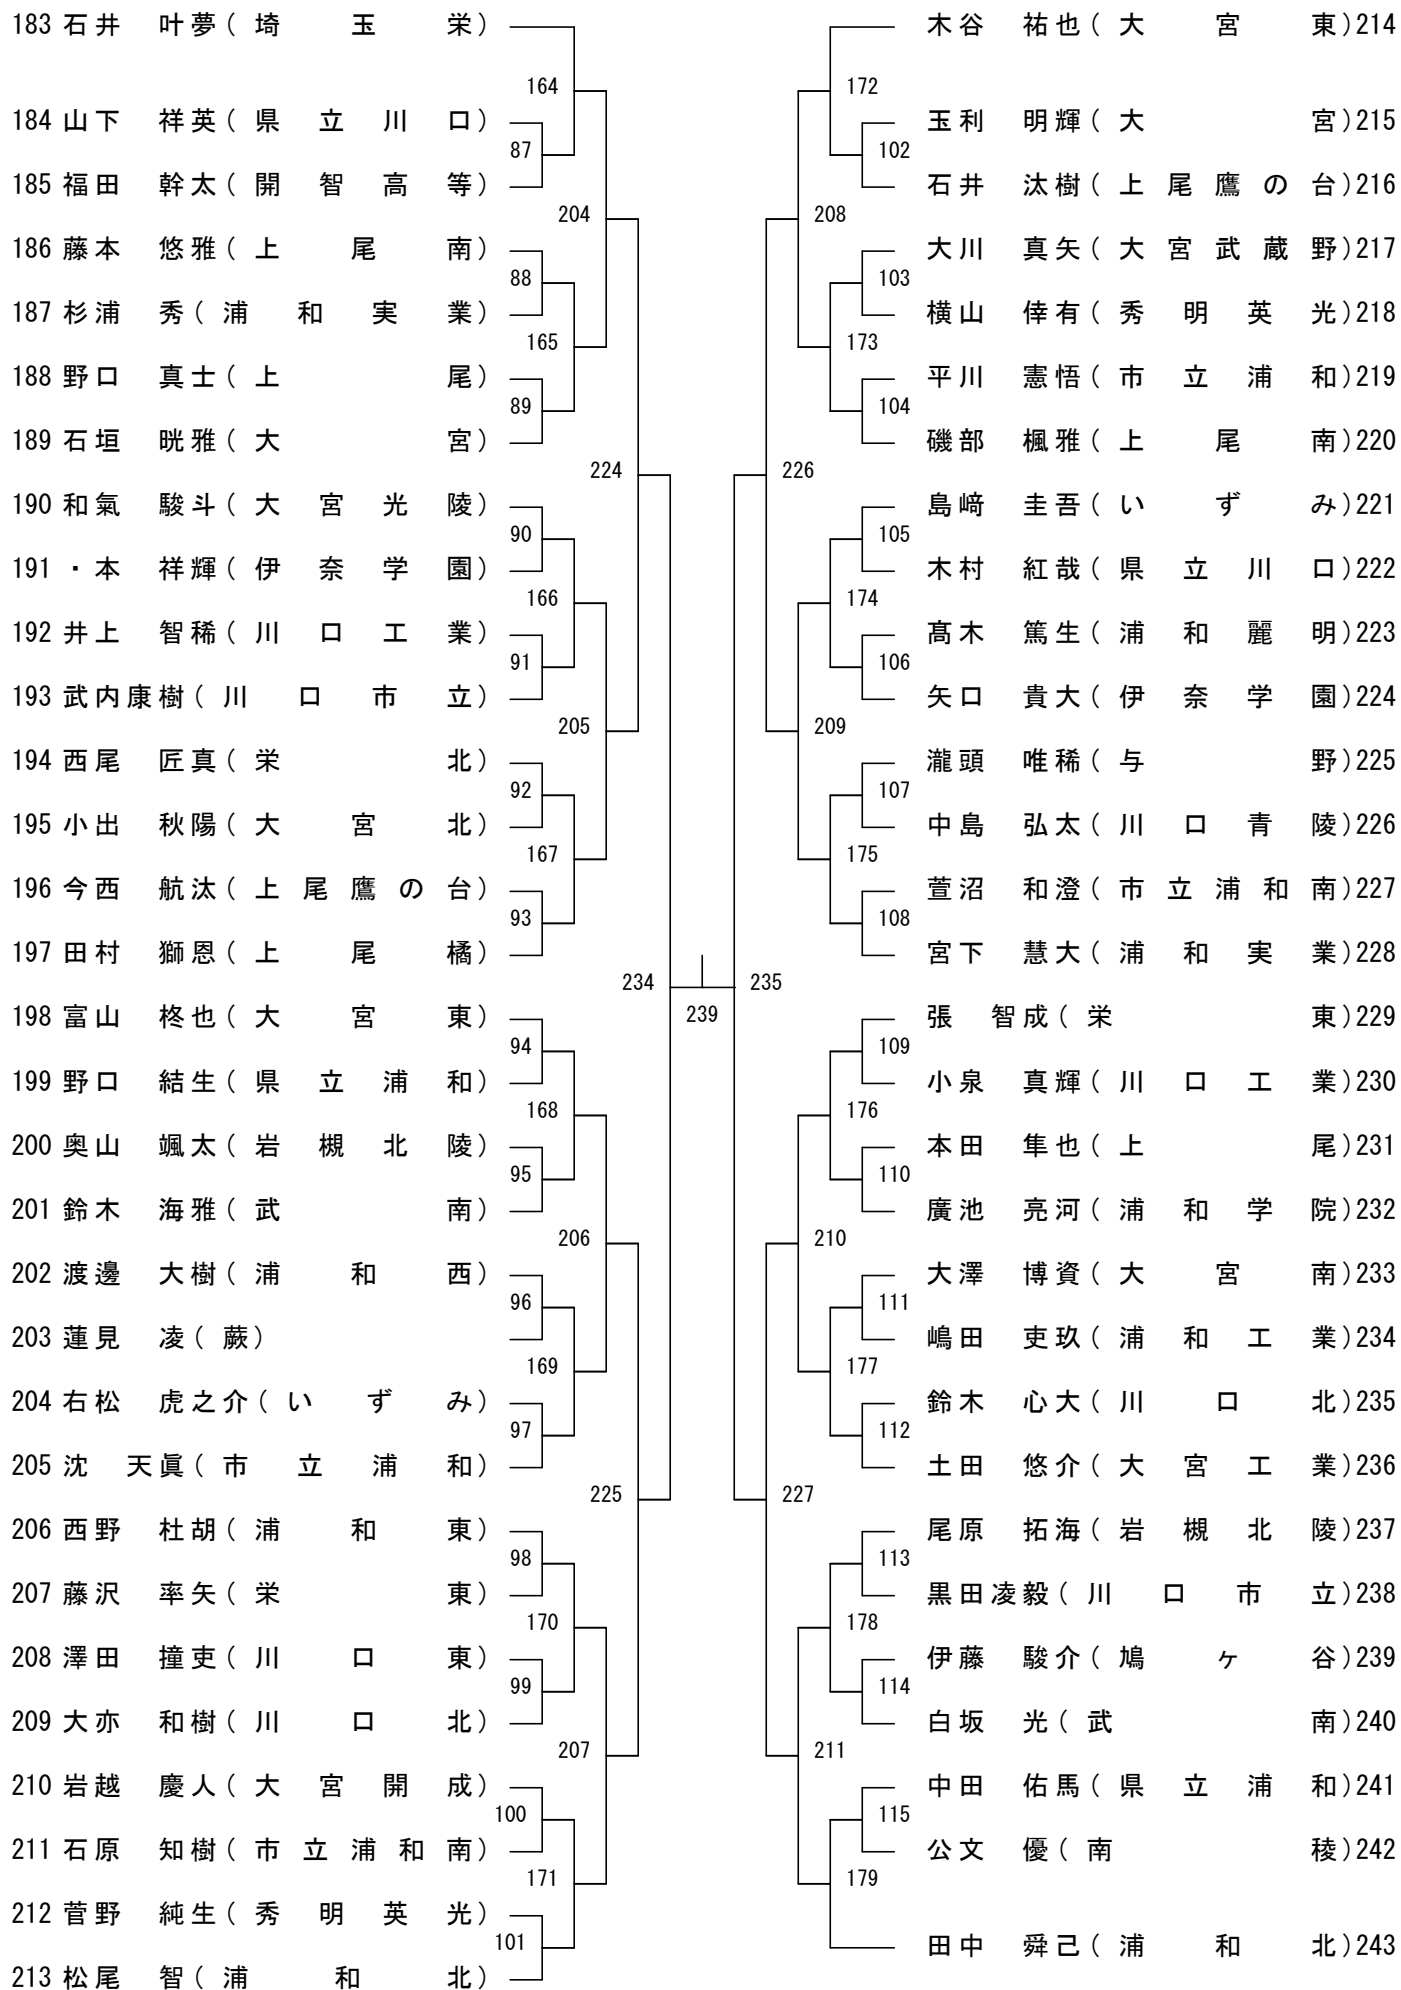 183 石井 叶夢(埼玉栄)
164
184 山下 祥英(県立川口)
87
185 福田 幹太(開智高等)
204
186 藤本 悠雅(上尾南)
88
187 杉浦 秀(浦和実業)
165
188 野口 真士(上尾)
89
189 石垣 晄雅(大宮)
224
190 和氣 駿斗(大宮光陵)
90
191 ・本 祥輝(伊奈学園)
166
192 井上 智稀(川口工業)
91
193 武内康樹(川口市立)
205
194 西尾 匠真(栄北)
92
195 小出 秋陽(大宮北)
167
196 今西 航汰(上尾鷹の台)
93
197 田村 獅恩(上尾橘)
234
198 富山 柊也(大宮東)
94
199 野口 結生(県立浦和)
168
200 奥山 颯太(岩槻北陵)
95
201 鈴木 海雅(武南)
206
202 渡邊 大樹(浦和西)
96
203 蓮見 凌(蕨)
169
204 右松 虎之介(いずみ)
97
205 沈 天眞(市立浦和)
225
206 西野 杜胡(浦和東)
98
207 藤沢 率矢(栄東)
170
208 澤田 撞吏(川口東)
99
209 大亦 和樹(川口北)
207
210 岩越 慶人(大宮開成)
100
211 石原 知樹(市立浦和南)
171
212 菅野 純生(秀明英光)
101
213 松尾 智(浦和北)
239
木谷 祐也(大宮東)214
172
玉利 明輝(大宮)215
102
石井 汰樹(上尾鷹の台)216
208
大川 真矢(大宮武蔵野)217
103
横山 倖有(秀明英光)218
173
平川 憲悟(市立浦和)219
104
磯部 楓雅(上尾南)220
226
島﨑 圭吾(いずみ)221
105
木村 紅哉(県立川口)222
174
髙木 篤生(浦和麗明)223
106
矢口 貴大(伊奈学園)224
209
瀧頭 唯稀(与野)225
107
中島 弘太(川口青陵)226
175
萱沼 和澄(市立浦和南)227
108
宮下 慧大(浦和実業)228
235
張 智成(栄東)229
109
小泉 真輝(川口工業)230
176
本田 隼也(上尾)231
110
廣池 亮河(浦和学院)232
210
大澤 博資(大宮南)233
111
嶋田 吏玖(浦和工業)234
177
鈴木 心大(川口北)235
112
土田 悠介(大宮工業)236
227
尾原 拓海(岩槻北陵)237
113
黒田凌毅(川口市立)238
178
伊藤 駿介(鳩ヶ谷)239
114
白坂 光(武南)240
211
中田 佑馬(県立浦和)241
115
公文 優(南稜)242
179
田中 舜己(浦和北)243